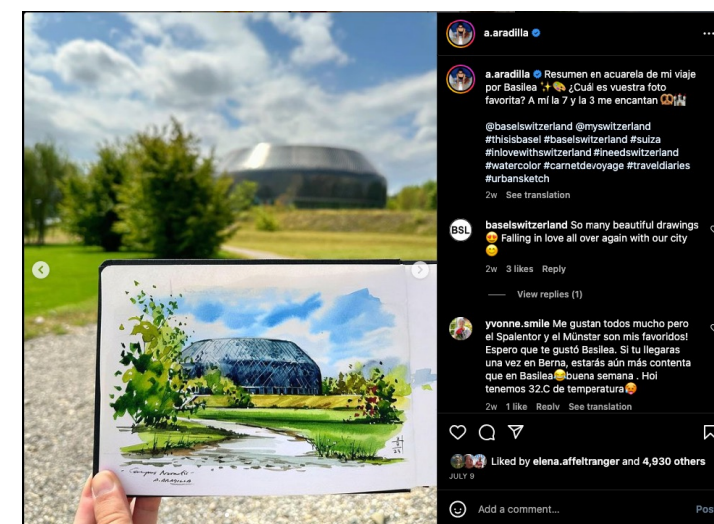 a.aradilla
a.aradilla Resumen en acuarela de mi viaje
por Basilea ✨🎨 ¿Cuál es vuestra foto
favorita? A mí la 7 y la 3 me encantan 🥨🏰
@baselswitzerland @myswitzerland
#thisisbasel #baselswitzerland #suiza
#inlovewithswitzerland #ineedswitzerland
#watercolor #carnetdevoyage #traveldiaries
#urbansketch
2w See translation
BSL
baselswitzerland So many beautiful drawings
😍 Falling in love all over again with our city
😊
2w 3 likes Reply
View replies (1)
yvonne.smile Me gustan todos mucho pero
el Spalentor y el Münster son mis favoridos!
Espero que te gustó Basilea. Si tu llegaras
una vez en Berna, estarás aún más contenta
que en Basilea😂buena semana . Hoi
tenemos 32.C de temperatura🥵
2w 1 like Reply See translation
Liked by elena.affeltranger and 4,930 others
JULY 9
Add a comment...
Pos
A. ARADILLA